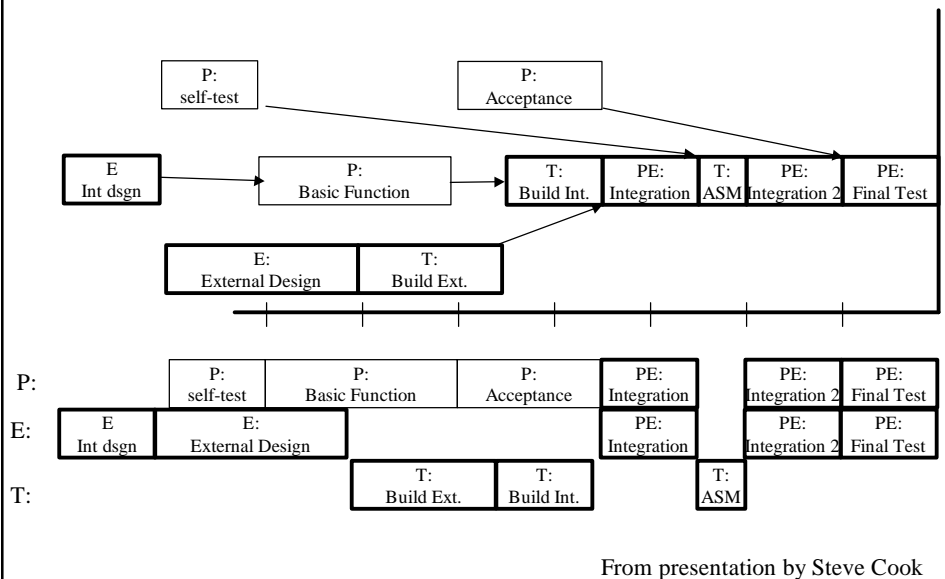 P:
self-test
P:
Acceptance
E
Int dsgn
P:
Basic Function
T:
Build Int.
PE:
Integration
T:
ASM
PE:
Integration 2
PE:
Final Test
E:
External Design
T:
Build Ext.
P:
P:
self-test
P:
Basic Function
P:
Acceptance
PE:
Integration
PE:
Integration 2
PE:
Final Test
E:
E
Int dsgn
E:
External Design
PE:
Integration
PE:
Integration 2
PE:
Final Test
T:
T:
Build Ext.
T:
Build Int.
T:
ASM
From presentation by Steve Cook